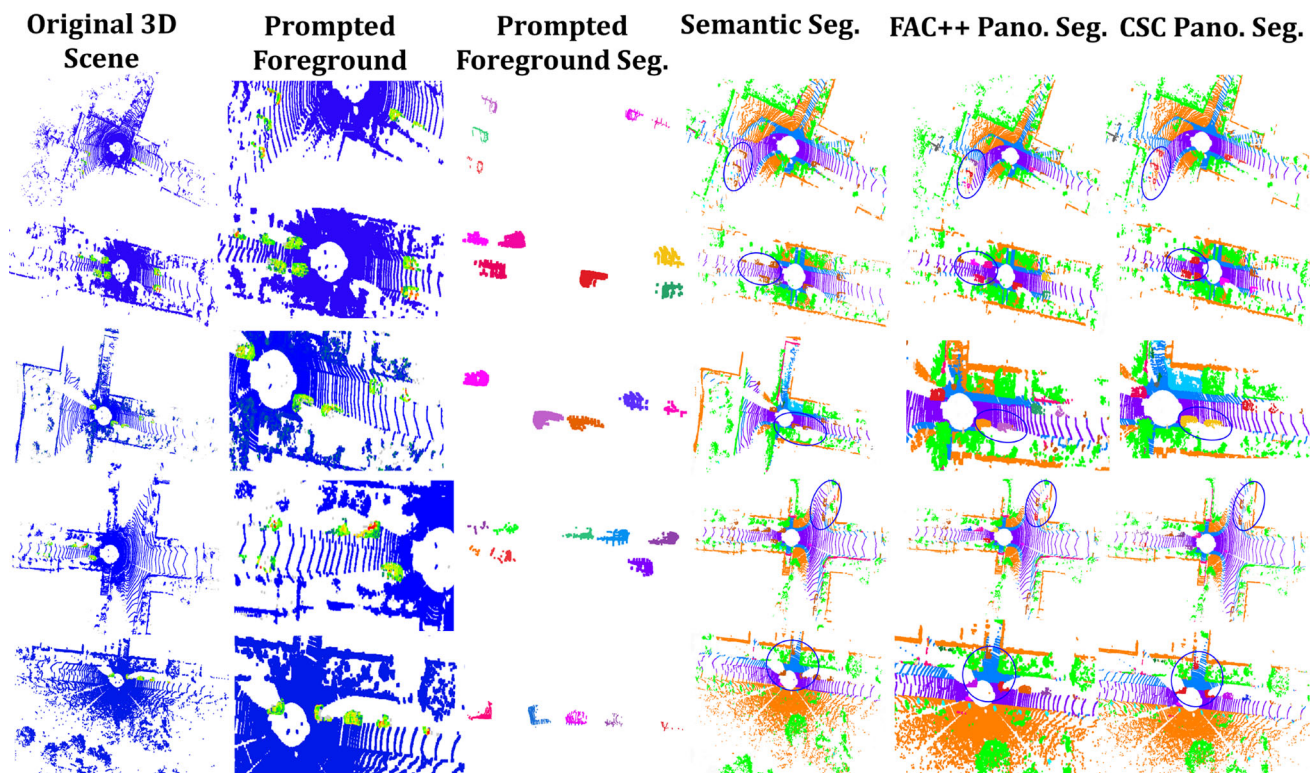 Original 3D
Scene
Prompted
Foreground
Prompted
Foreground Seg.
Semantic Seg.
FAC++ Pano. Seg.
CSC Pano. Seg.